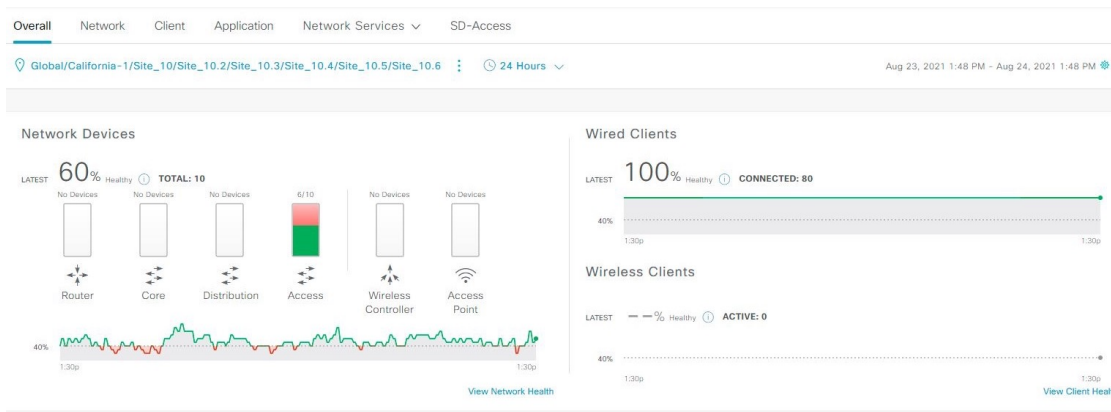 Overall Network Client Application Network Services SD-Access
Global/California-1/Site_10/Site_10.2/Site_10.3/Site_10.4/Site_10.5/Site_10.6 24 Hours Aug 23, 2021 1:48 PM - Aug 24, 2021 1:48 PM
Network Devices
LATEST 60% Healthy TOTAL: 10
No Devices No Devices No Devices 6/10 No Devices No Devices
Router Core Distribution Access Wireless Controller Access Point
40%
1:30p 1:30p
View Network Health
Wired Clients
LATEST 100% Healthy CONNECTED: 80
40%
1:30p 1:30p
Wireless Clients
LATEST --% Healthy ACTIVE: 0
40%
1:30p 1:30p
View Client Heal